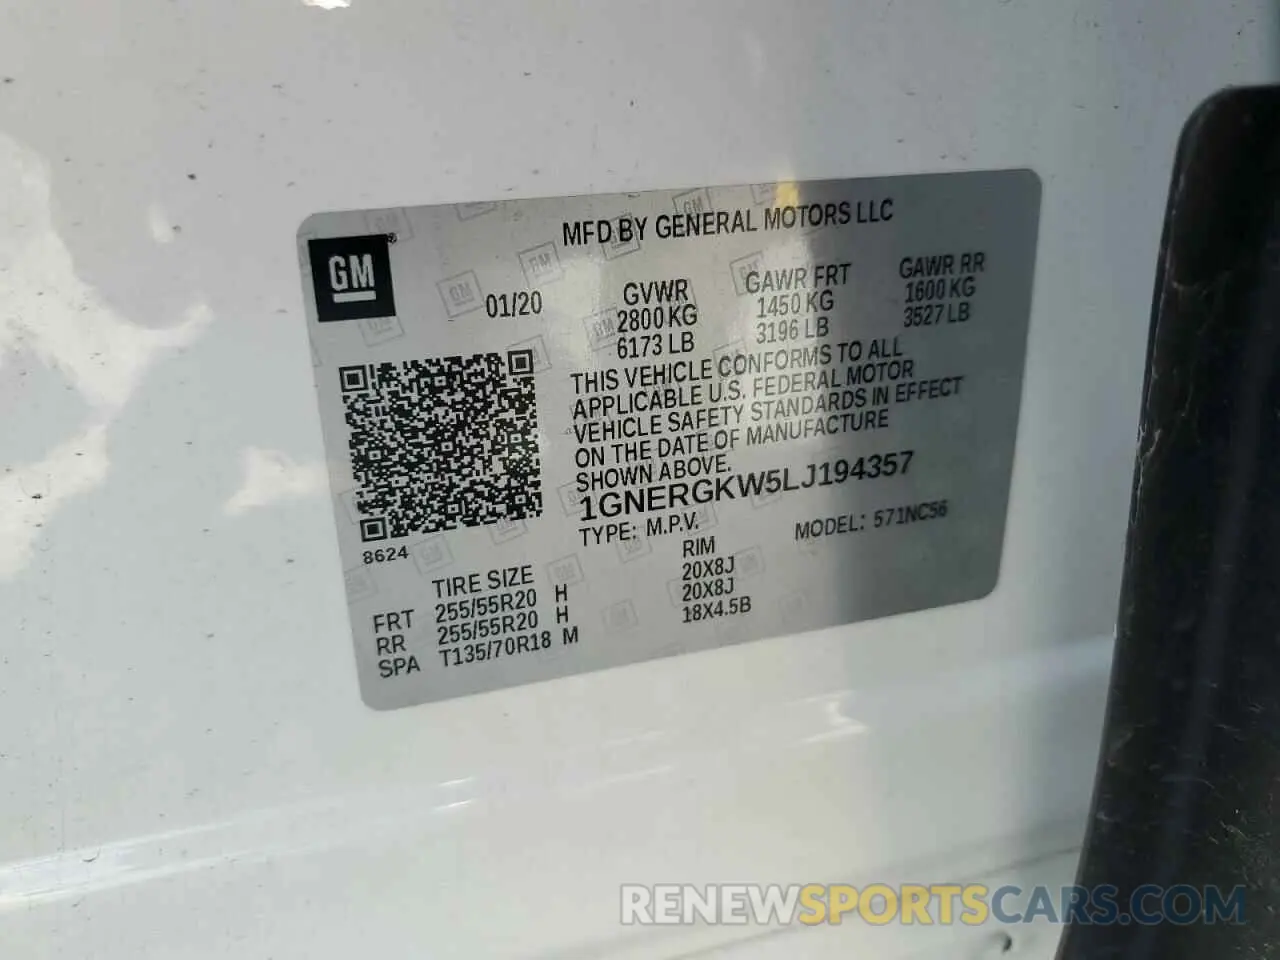 MFD BY GENERAL MOTORS LLC
GM
01/20
GVWR
2800 KG
6173 LB
GAWR FRT
1450 KG
3196 LB
GAWR RR
1600 KG
3527 LB
THIS VEHICLE CONFORMS TO ALL
APPLICABLE U.S. FEDERAL MOTOR
VEHICLE SAFETY STANDARDS IN EFFECT
ON THE DATE OF MANUFACTURE
SHOWN ABOVE.
1GNERGKW5LJ194357
TYPE: M.P.V. MODEL: 571NC56
8624
TIRE SIZE RIM
FRT 255/55R20 H 20X8J
RR 255/55R20 H 20X8J
SPA T135/70R18 M 18X4.5B
RENEWSPORTSCARS.COM